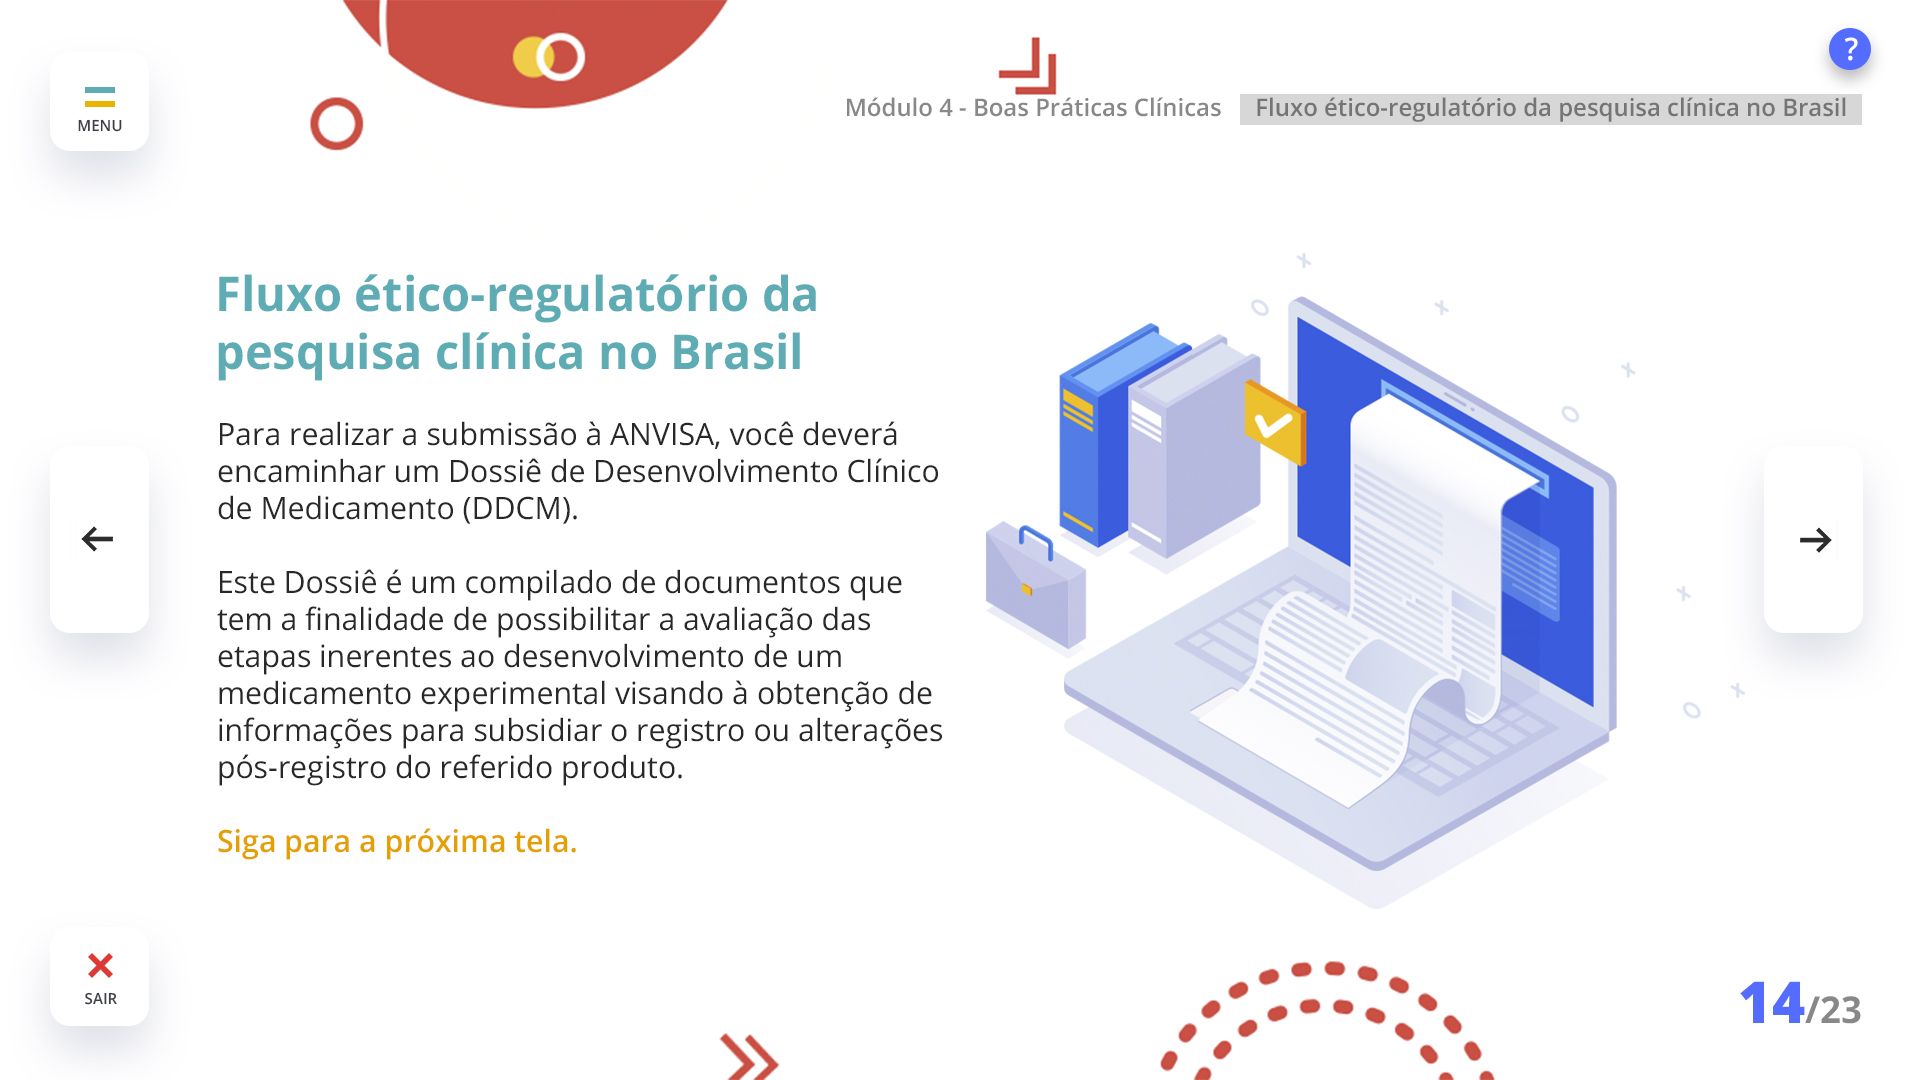 ?
Módulo 4 - Boas Práticas Clínicas Fluxo ético-regulatório da pesquisa clínica no Brasil
MENU
Fluxo ético-regulatório da
pesquisa clínica no Brasil
Para realizar a submissão à ANVISA, você deverá
encaminhar um Dossiê de Desenvolvimento Clínico
de Medicamento (DDCM).
Este Dossiê é um compilado de documentos que
tem a finalidade de possibilitar a avaliação das
etapas inerentes ao desenvolvimento de um
medicamento experimental visando à obtenção de
informações para subsidiar o registro ou alterações
pós-registro do referido produto.
Siga para a próxima tela.
SAIR
14/23